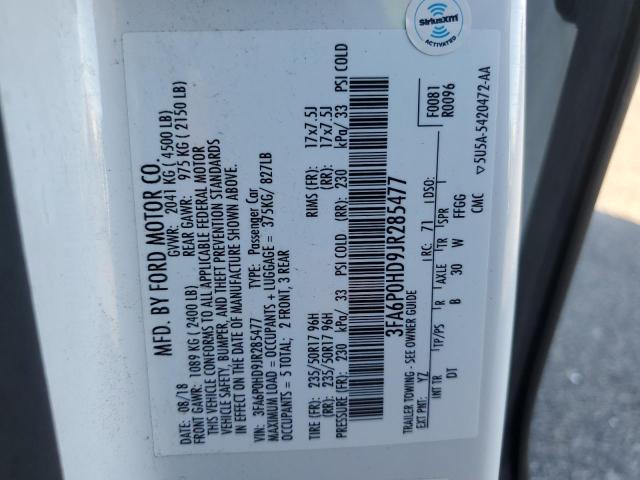 SiriusXM
ACTIVATED
MFD. BY FORD MOTOR CO.
DATE: 08/18 GVWR: 2041 KG ( 4500 LB)
FRONT GAWR: 1089 KG ( 2400 LB) REAR GAWR: 975 KG ( 2150 LB)
THIS VEHICLE CONFORMS TO ALL APPLICABLE FEDERAL MOTOR
VEHICLE SAFETY, BUMPER, AND THEFT PREVENTION STANDARDS
IN EFFECT ON THE DATE OF MANUFACTURE SHOWN ABOVE.
VIN: 3FA6P0HD9JR285477 TYPE: Passenger Car
MAXIMUM LOAD = OCCUPANTS + LUGGAGE = 375KG/ 827LB
OCCUPANTS = 5 TOTAL; 2 FRONT, 3 REAR
TIRE (FR): 235/50R17 96H RIMS (FR): 17x7.5J
(RR): 235/50R17 96H (RR): 17x7.5J
PRESSURE (FR): 230 kPa/ 33 PSI COLD (RR): 230 kPa/ 33 PSI COLD
3FA6P0HD9JR285477
TRAILER TOWING - SEE OWNER GUIDE
F0081
R0096
EXT PNT: YZ RC: 71 DSO:
INT TR TP/PS R AXLE TR SPR
DT B 30 W FFGG
CMC 5U5A-5420472-AA